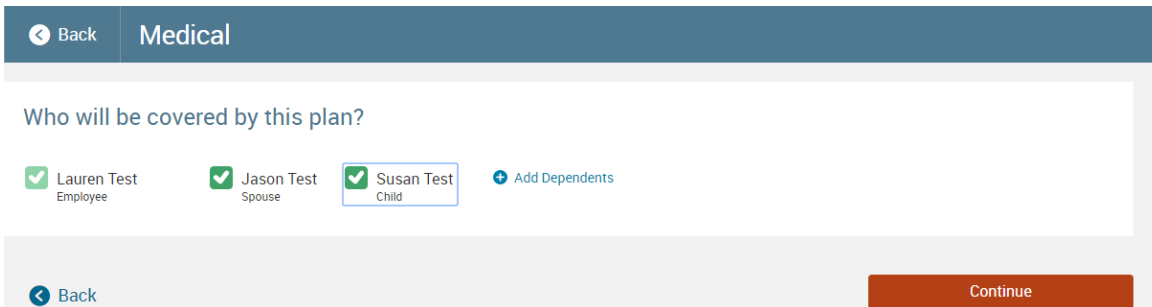 Back
Medical
Who will be covered by this plan?
Lauren Test
Employee
Jason Test
Spouse
Susan Test
Child
Add Dependents
Back
Continue